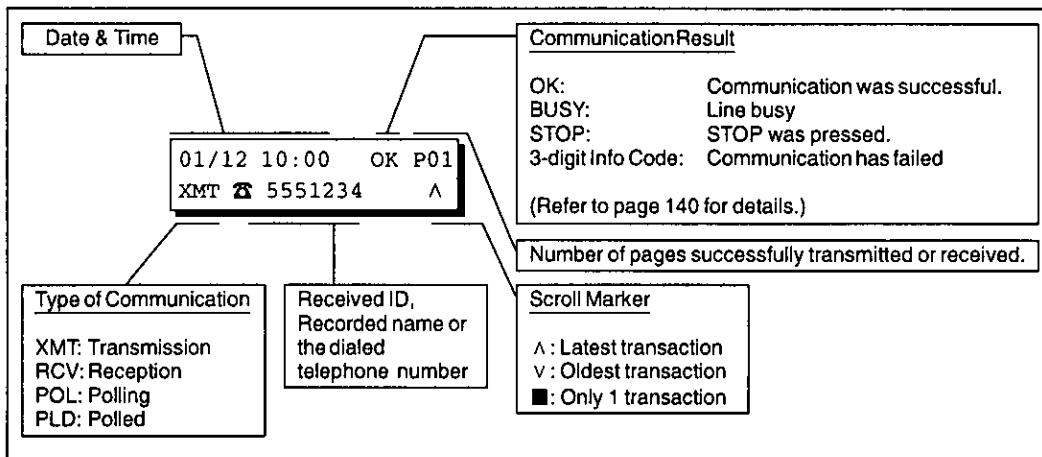 Date & Time
Communication Result
OK: Communication was successful.
BUSY: Line busy
STOP: STOP was pressed.
3-digit Info Code: Communication has failed
(Refer to page 140 for details.)
01/12 10:00 OK P01
XMT ☎ 5551234 ∧
Number of pages successfully transmitted or received.
Type of Communication
XMT: Transmission
RCV: Reception
POL: Polling
PLD: Polled
Received ID,
Recorded name or
the dialed
telephone number
Scroll Marker
∧ : Latest transaction
∨ : Oldest transaction
■ : Only 1 transaction